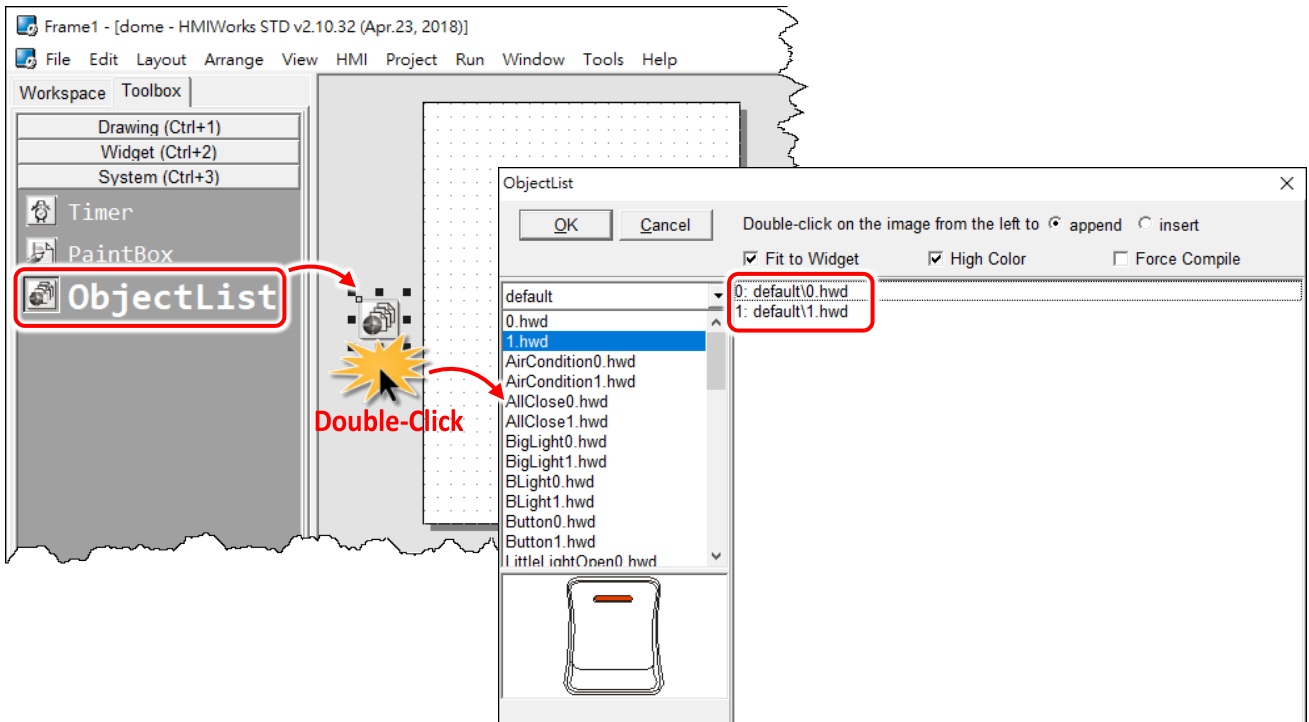 Frame1 - [dome - HMIWorks STD v2.10.32 (Apr.23, 2018)]
File Edit Layout Arrange View HMI Project Run Window Tools Help
Workspace Toolbox
Drawing (Ctrl+1)
Widget (Ctrl+2)
System (Ctrl+3)
Timer
PaintBox
ObjectList
Double-Click
ObjectList
OK Cancel Double-click on the image from the left to append insert
Fit to Widget High Color Force Compile
default
0.hwd
1.hwd
AirCondition0.hwd
AirCondition1.hwd
AllClose0.hwd
AllClose1.hwd
BigLight0.hwd
BigLight1.hwd
BLight0.hwd
BLight1.hwd
Button0.hwd
Button1.hwd
LittleLightOpen0.hwd
0: default\0.hwd
1: default\1.hwd